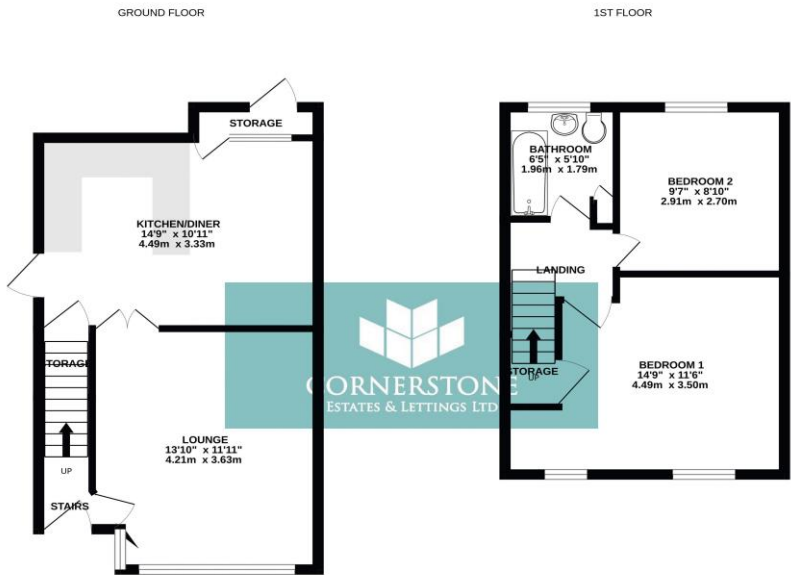 GROUND FLOOR
1ST FLOOR
STORAGE
KITCHEN/DINER
14'9" x 10'11"
4.49m x 3.33m
STORAGE
LOUNGE
13'10" x 11'11"
4.21m x 3.63m
UP
STAIRS
BATHROOM
6'5" x 5'10"
1.96m x 1.79m
BEDROOM 2
9'7" x 8'10"
2.91m x 2.70m
LANDING
BEDROOM 1
14'9" x 11'6"
4.49m x 3.50m
STORAGE
UP
CORNERSTONE
ESTATES & LETTINGS LTD